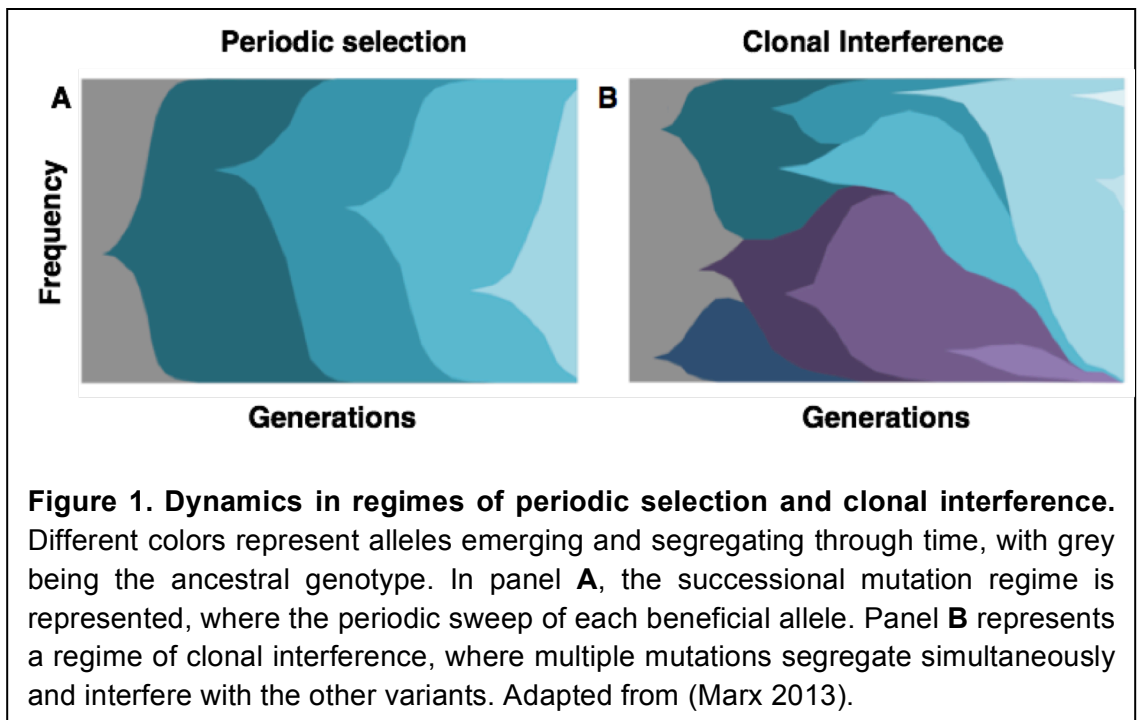 Periodic selection
Clonal Interference
A
B
Frequency
Generations
Generations
Figure 1. Dynamics in regimes of periodic selection and clonal interference.
Different colors represent alleles emerging and segregating through time, with grey
being the ancestral genotype. In panel A, the successional mutation regime is
represented, where the periodic sweep of each beneficial allele. Panel B represents
a regime of clonal interference, where multiple mutations segregate simultaneously
and interfere with the other variants. Adapted from (Marx 2013).